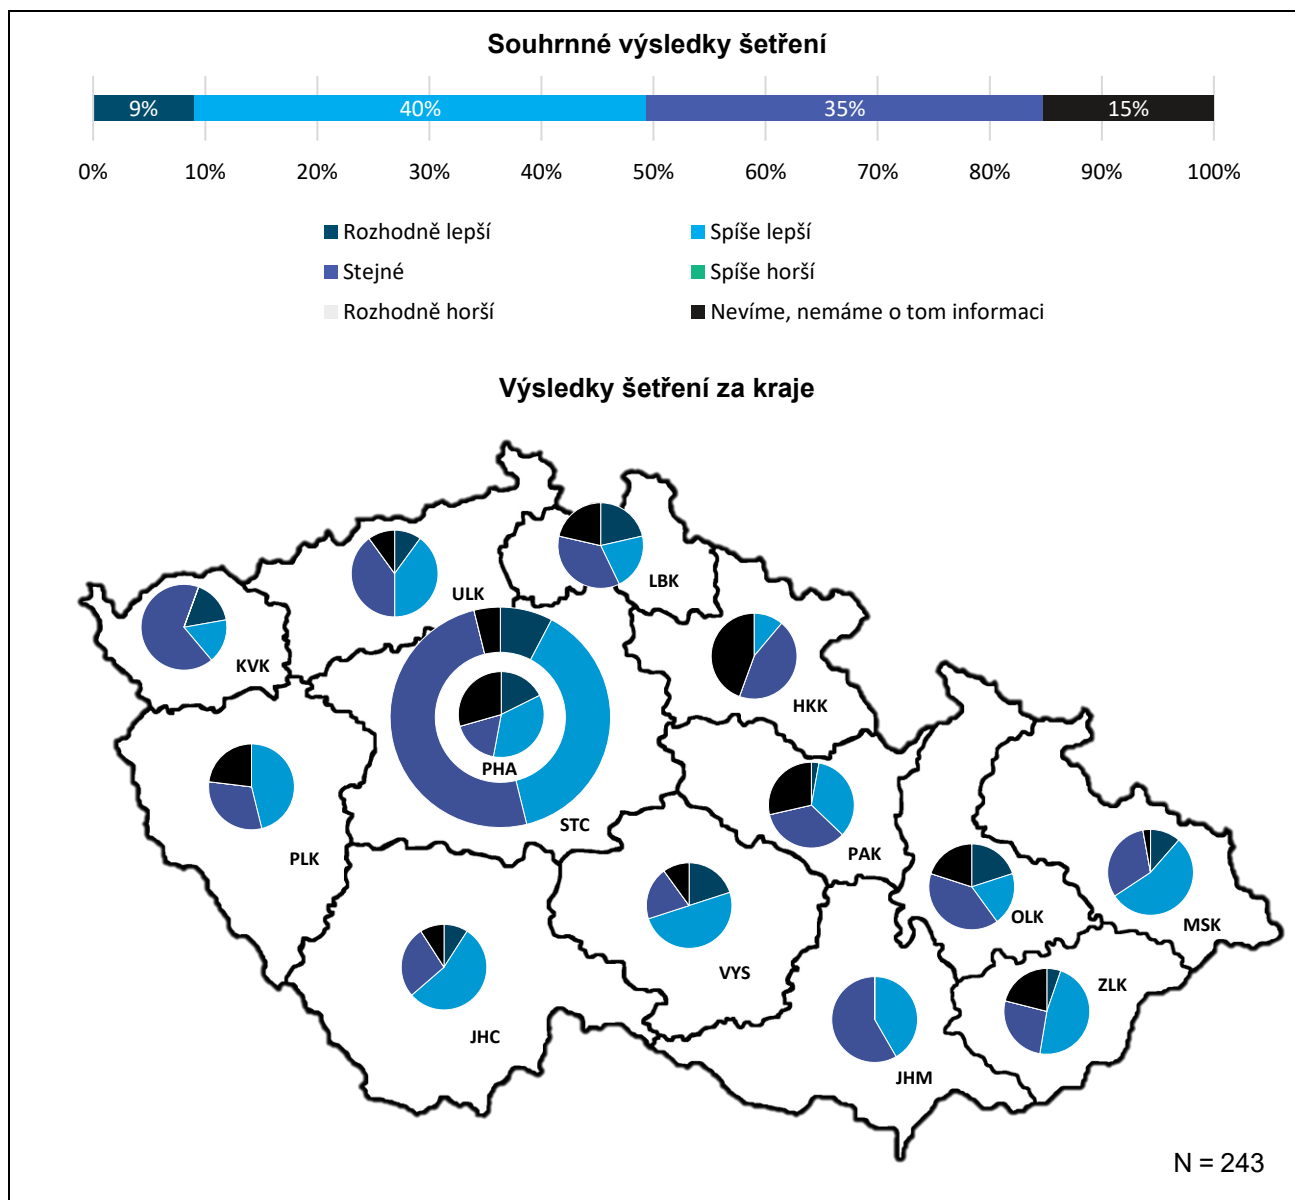 Souhrnné výsledky šetření
9% 40% 35% 15%
0% 10% 20% 30% 40% 50% 60% 70% 80% 90% 100%
Rozhodně lepší Spíše lepší
Stejné Spíše horší
Rozhodně horší Nevíme, nemáme o tom informaci
Výsledky šetření za kraje
LBK
ULK
KVK
HKK
PHA
STC
PAK
PLK
OLK
MSK
VYS
ZLK
JHC
JHM
N = 243